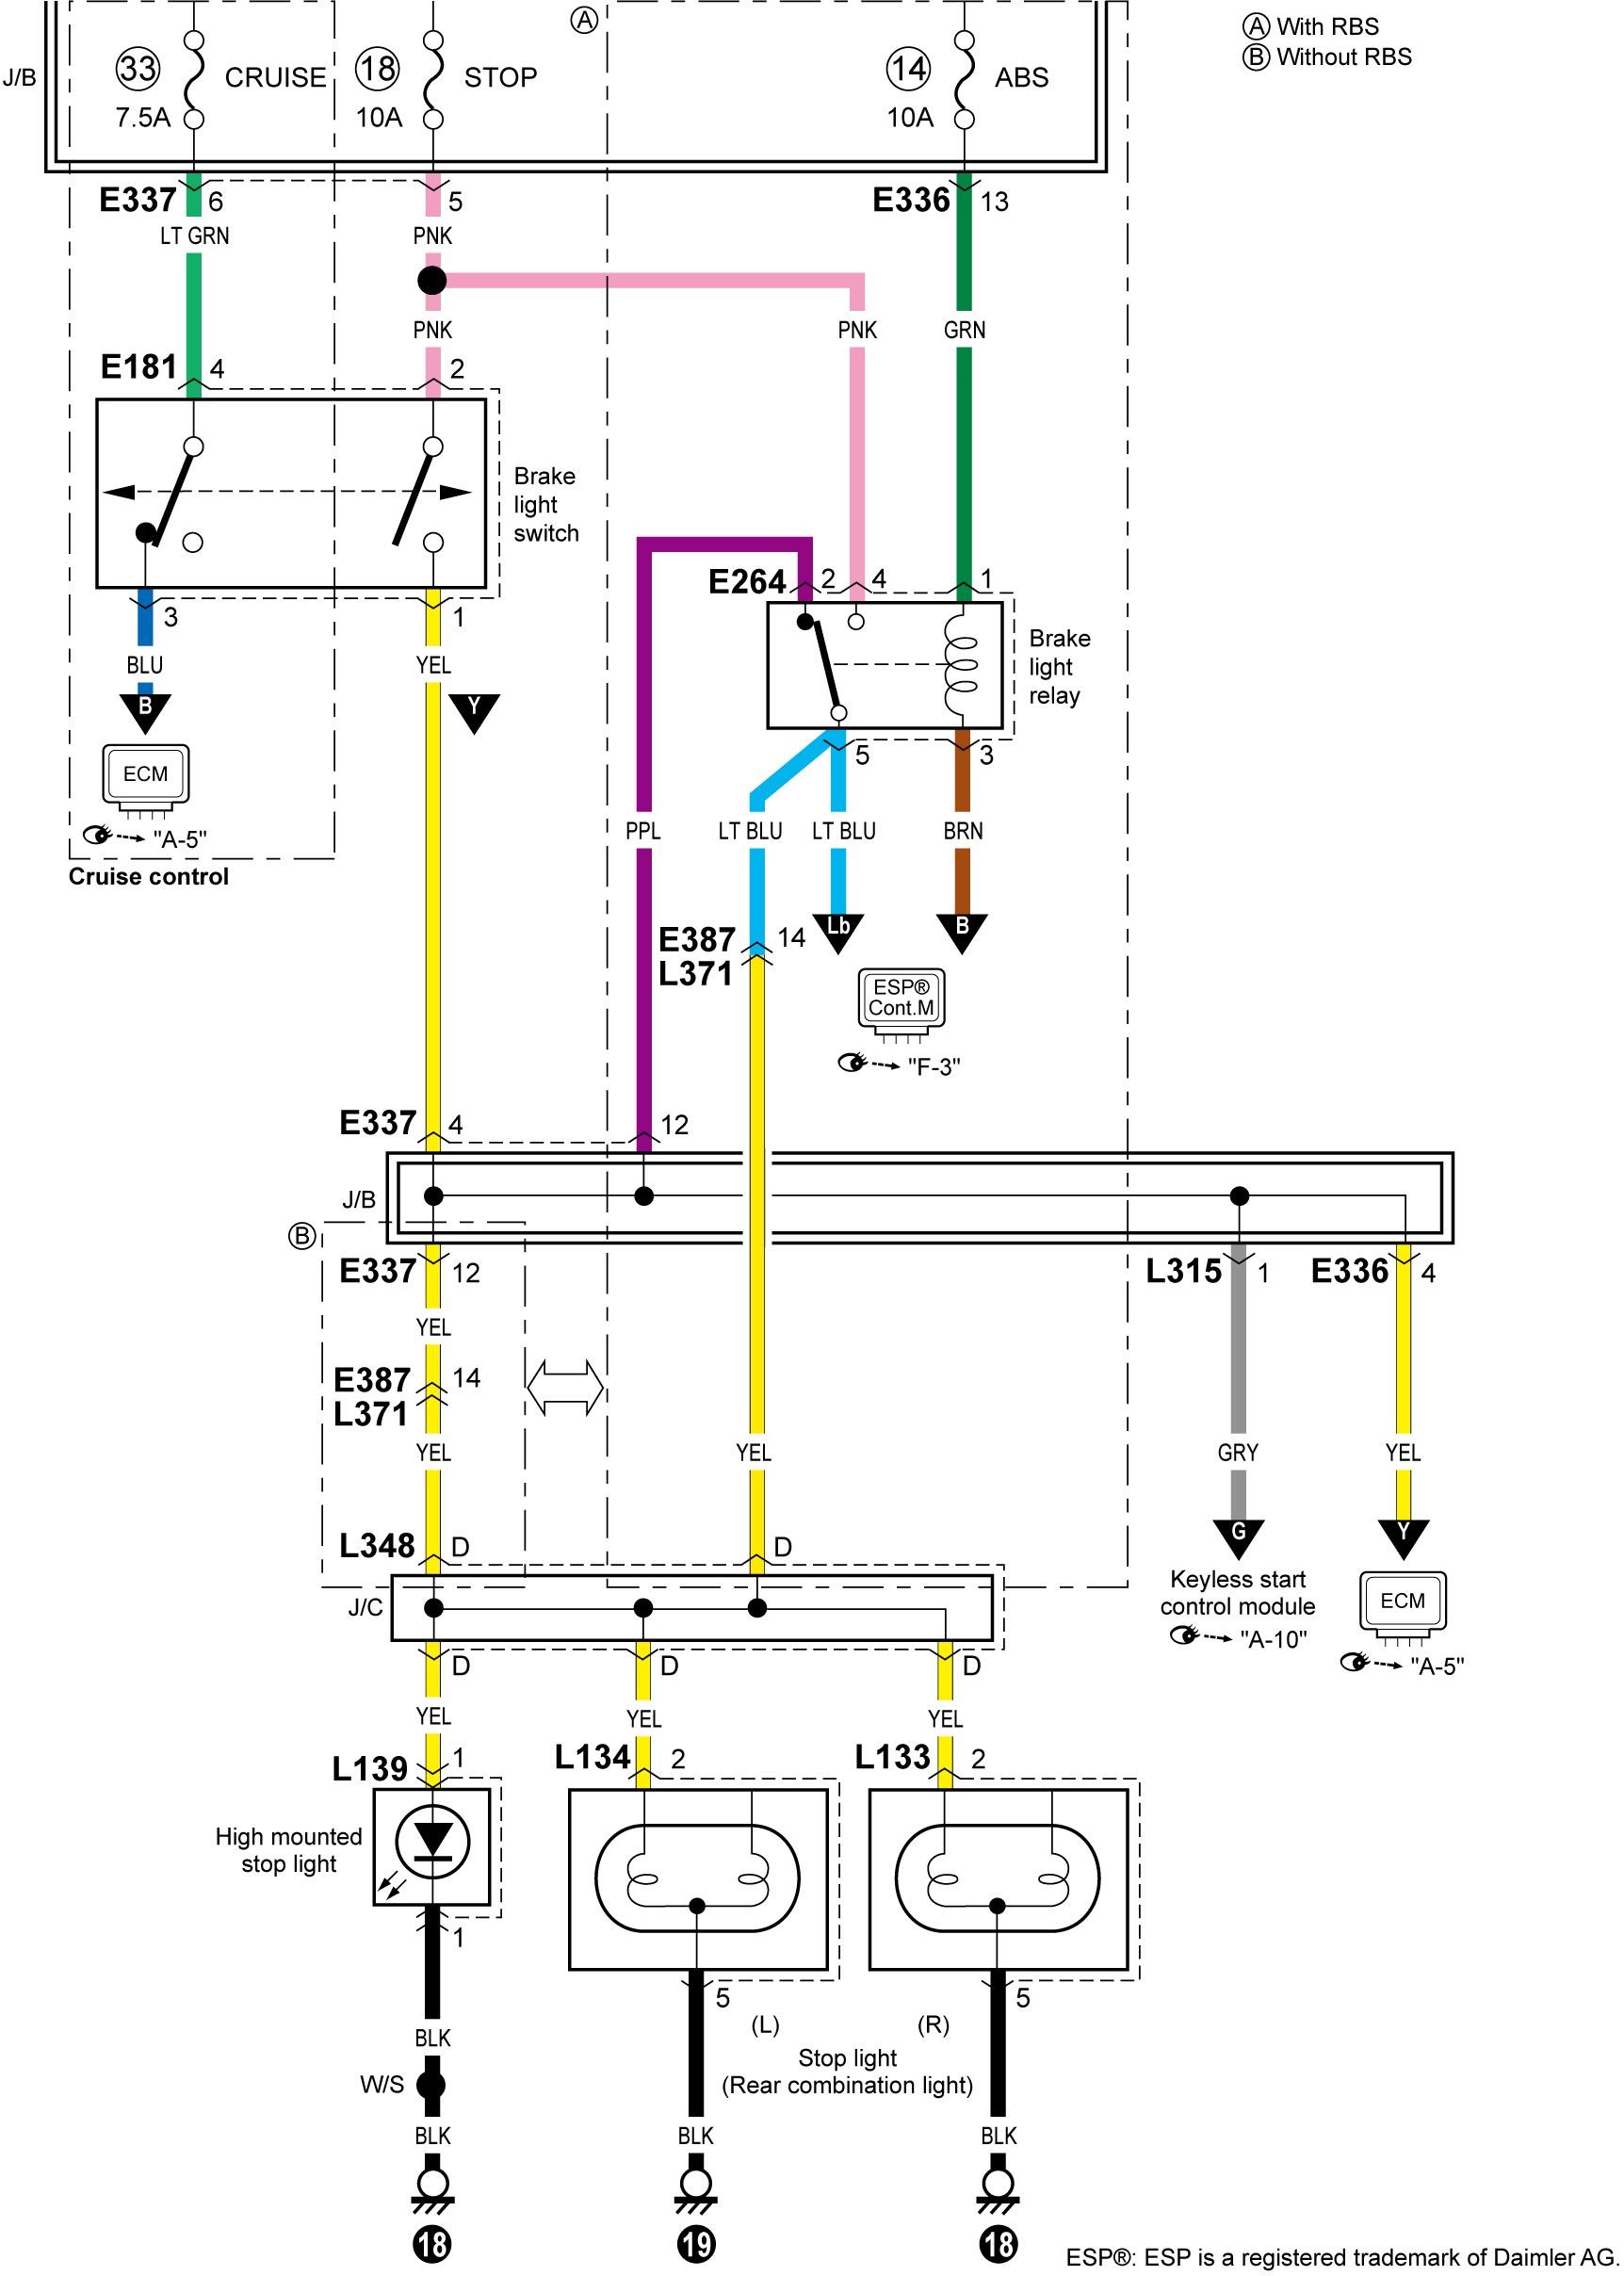 A
A With RBS
B Without RBS
J/B
33
7.5A
CRUISE
18
10A
STOP
14
10A
ABS
E337
6
5
E336
13
LT GRN
PNK
PNK
PNK
GRN
E181
4
2
Brake
light
switch
3
1
E264
2
4
1
Brake
light
relay
BLU
YEL
B
Y
ECM
"A-5"
Cruise control
5
3
PPL
LT BLU
LT BLU
BRN
E387
14
L371
Lb
B
ESP®
Cont.M
"F-3"
E337
4
12
J/B
B
E337
12
L315
1
E336
4
YEL
E387
14
L371
YEL
YEL
GRY
YEL
L348
D
D
G
Y
Keyless start
control module
"A-10"
ECM
"A-5"
J/C
D
D
D
YEL
YEL
YEL
L139
1
L134
2
L133
2
High mounted
stop light
1
5
5
(L)
(R)
Stop light
(Rear combination light)
BLK
W/S
BLK
BLK
BLK
18
19
18
ESP®: ESP is a registered trademark of Daimler AG.